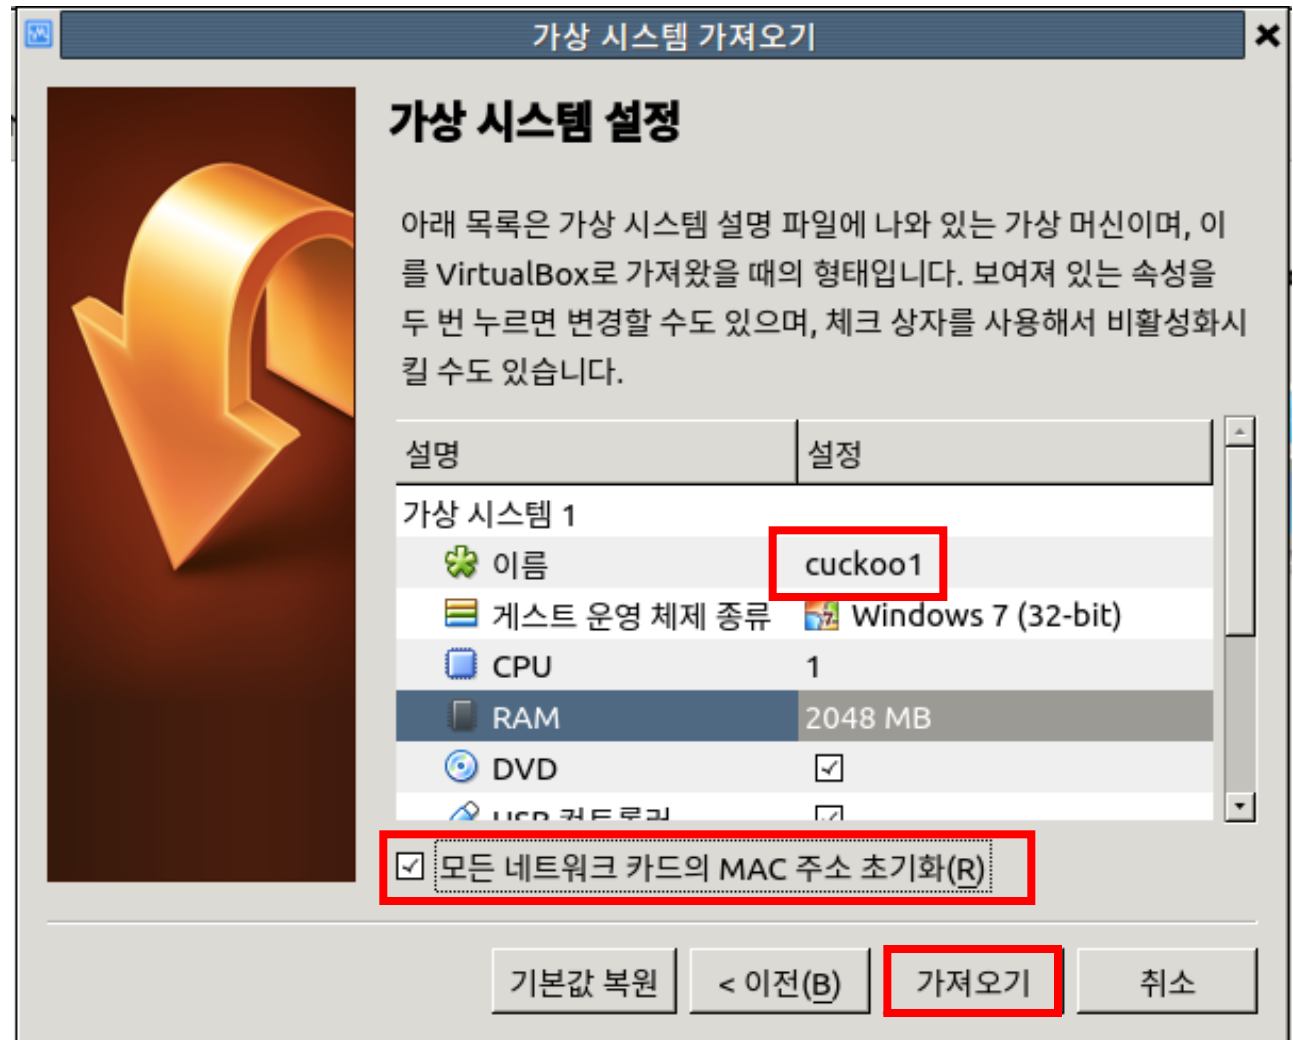 가상 시스템 가져오기
가상 시스템 설정
아래 목록은 가상 시스템 설명 파일에 나와 있는 가상 머신이며, 이
를 VirtualBox로 가져왔을 때의 형태입니다. 보여져 있는 속성을
두 번 누르면 변경할 수도 있으며, 체크 상자를 사용해서 비활성화시
킬 수도 있습니다.
설명 설정
가상 시스템 1
이름 cuckoo1
게스트 운영 체제 종류 Windows 7 (32-bit)
CPU 1
RAM 2048 MB
DVD
USB 컨트롤러
모든 네트워크 카드의 MAC 주소 초기화(R)
기본값 복원 < 이전(B) 가져오기 취소